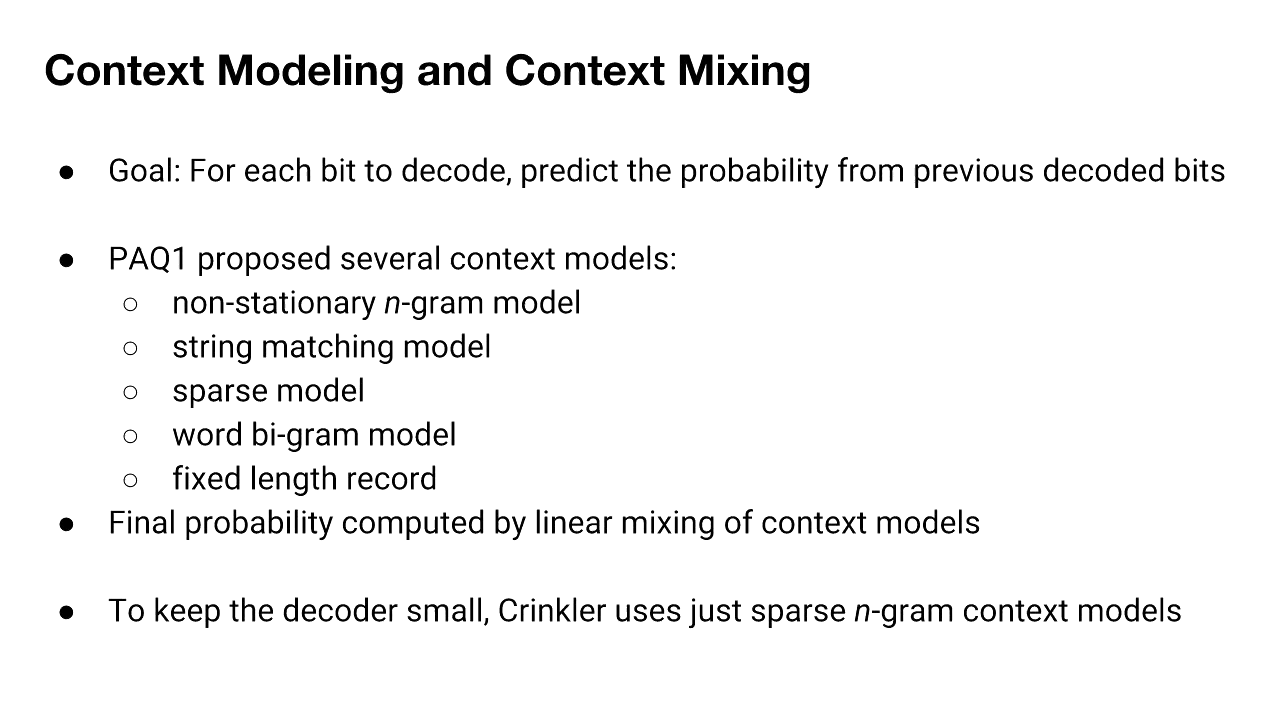 Context Modeling and Context Mixing
● Goal: For each bit to decode, predict the probability from previous decoded bits
● PAQ1 proposed several context models:
○ non-stationary n-gram model
○ string matching model
○ sparse model
○ word bi-gram model
○ fixed length record
● Final probability computed by linear mixing of context models
● To keep the decoder small, Crinkler uses just sparse n-gram context models